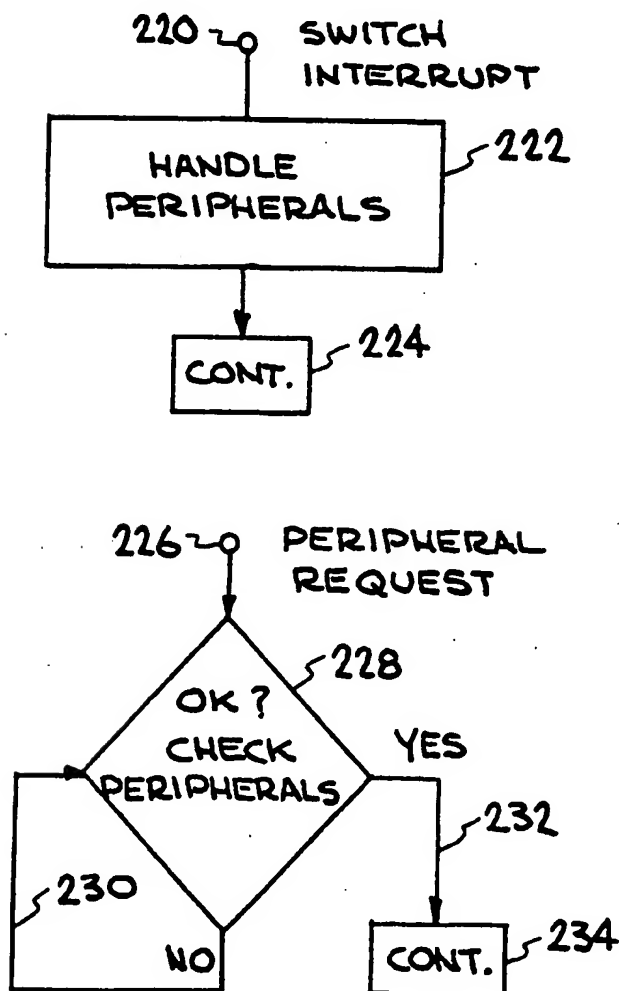 220 SWITCH
INTERRUPT
HANDLE
PERIPHERALS
222
CONT.
224
226 PERIPHERAL
REQUEST
228
OK?
CHECK
PERIPHERALS
YES
232
230
NO
CONT.
234